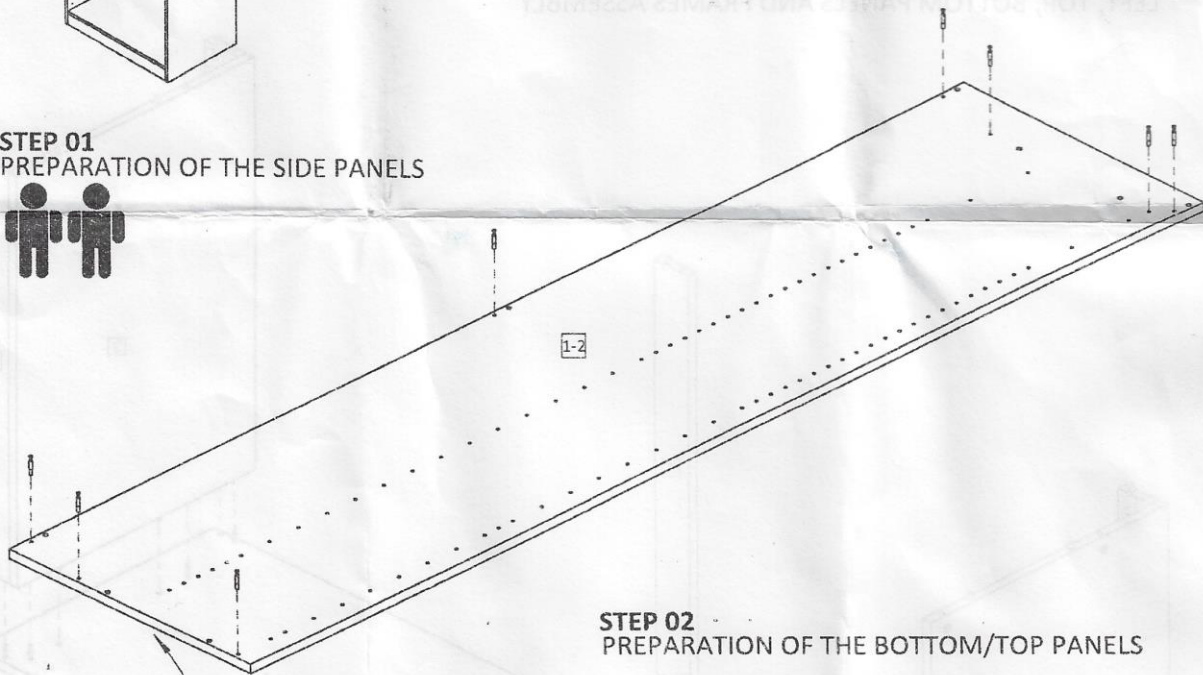 STEP 01
PREPARATION OF THE SIDE PANELS
1-2
STEP 02
PREPARATION OF THE BOTTOM/TOP PANELS